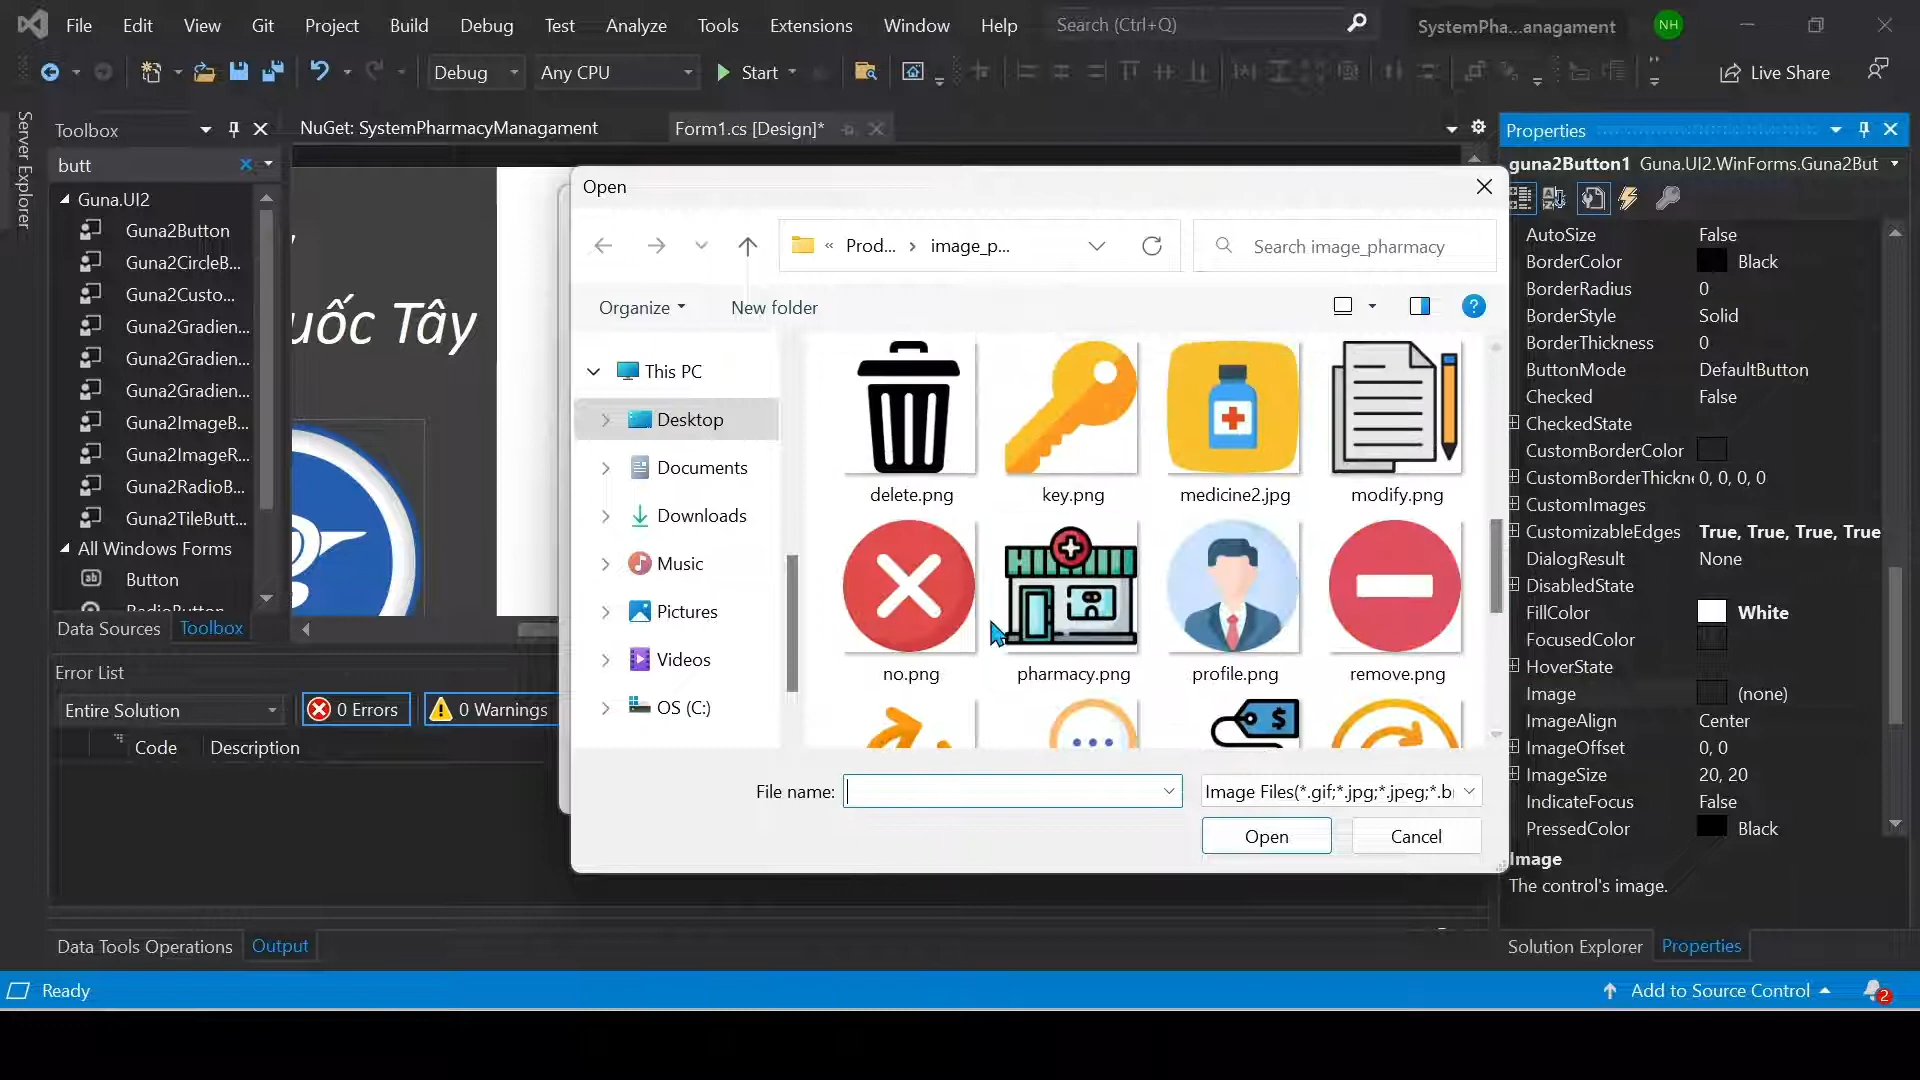 File Edit View Git Project Build Debug Test Analyze Tools Extensions Window Help Search (Ctrl+Q) SystemPha...anagament NH
Debug Any CPU Start Live Share
Server Explorer
Toolbox
butt
Guna.UI2
Guna2Button
Guna2CircleB...
Guna2Custo...
Guna2Gradien...
Guna2Gradien...
Guna2Gradien...
Guna2ImageB...
Guna2ImageR...
Guna2RadioB...
Guna2TileButt...
All Windows Forms
Button
RadioButton
Data Sources Toolbox
NuGet: SystemPharmacyManagament Form1.cs [Design]*
uốc Tây
Open
« Prod... › image_p... Search image_pharmacy
Organize New folder
This PC
Desktop
Documents
Downloads
Music
Pictures
Videos
OS (C:)
delete.png key.png medicine2.jpg modify.png
no.png pharmacy.png profile.png remove.png
File name: Image Files(*.gif;*.jpg;*.jpeg;*.b
Open Cancel
Error List
Entire Solution 0 Errors 0 Warnings
Code Description
Data Tools Operations Output
Properties
guna2Button1 Guna.UI2.WinForms.Guna2But
AutoSize False
BorderColor Black
BorderRadius 0
BorderStyle Solid
BorderThickness 0
ButtonMode DefaultButton
Checked False
CheckedState
CustomBorderColor
CustomBorderThickn 0, 0, 0, 0
CustomImages
CustomizableEdges True, True, True, True
DialogResult None
DisabledState
FillColor White
FocusedColor
HoverState
Image (none)
ImageAlign Center
ImageOffset 0, 0
ImageSize 20, 20
IndicateFocus False
PressedColor Black
Image
The control's image.
Solution Explorer Properties
Ready Add to Source Control 2